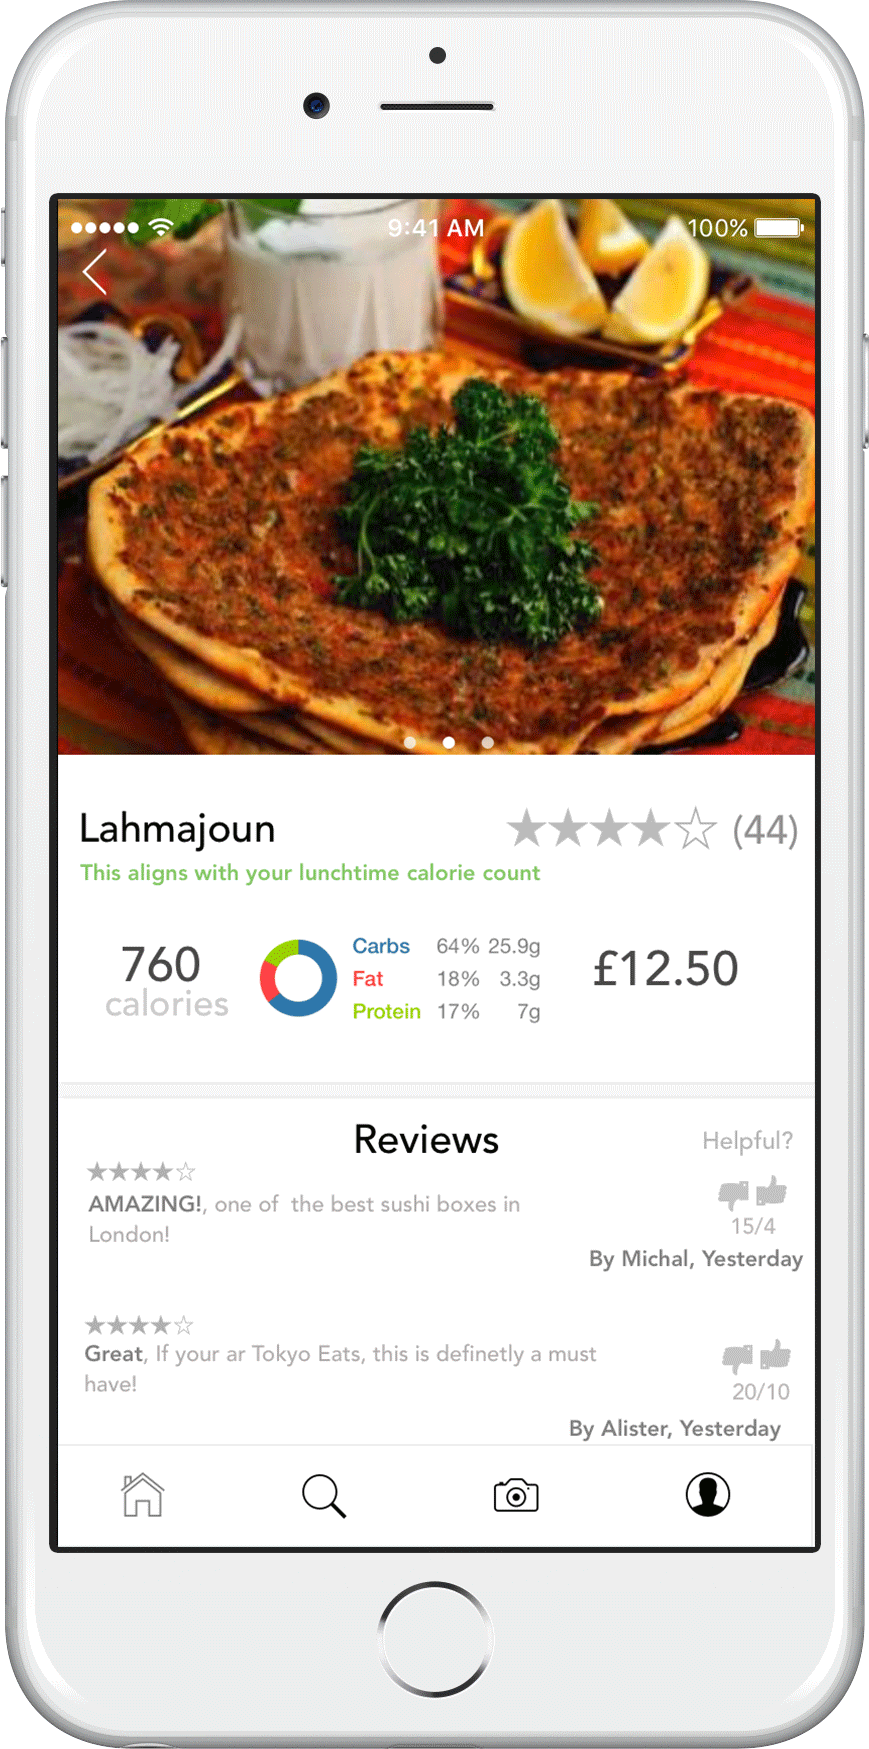 9:41 AM
100%
Lahmajoun
(44)
This aligns with your lunchtime calorie count
760
calories
Carbs 64% 25.9g
Fat 18% 3.3g
Protein 17% 7g
£12.50
Reviews
Helpful?
AMAZING!, one of the best sushi boxes in
London!
15/4
By Michal, Yesterday
Great, If your ar Tokyo Eats, this is definetly a must
have!
20/10
By Alister, Yesterday